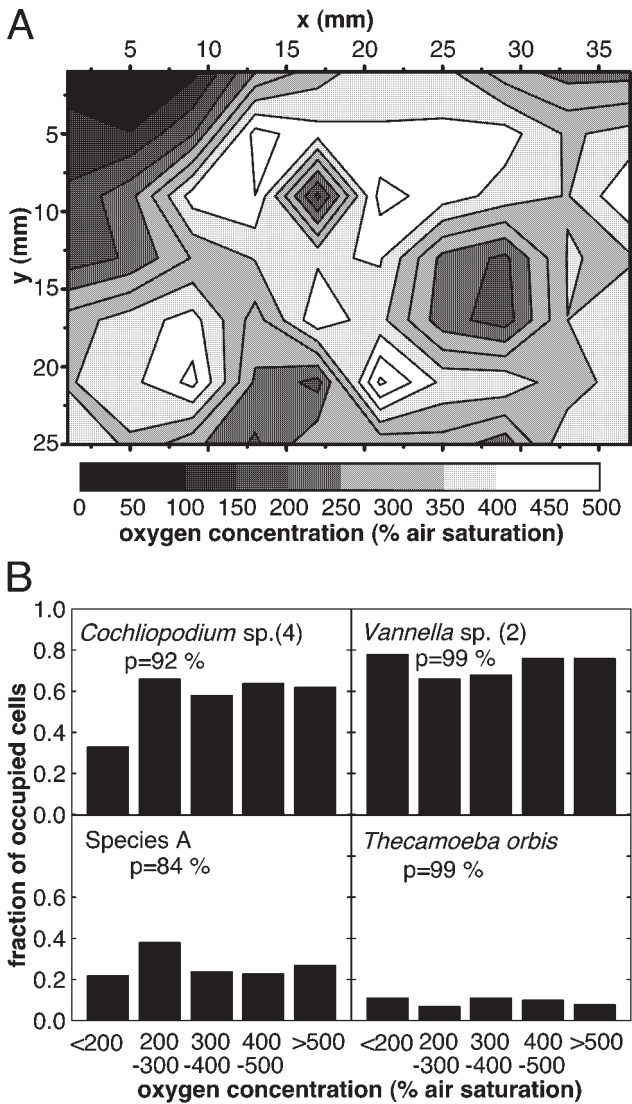 A
x (mm)
5 10 15 20 25 30 35
y (mm)
5
10
15
20
25
0 50 100 150 200 250 300 350 400 450 500
oxygen concentration (% air saturation)
B
fraction of occupied cells
1.0
0.8
0.6
0.4
0.2
0.0
Cochliopodium sp.(4)
p=92 %
Vannella sp. (2)
p=99 %
0.6
0.4
0.2
0.0
Species A
p=84 %
Thecamoeba orbis
p=99 %
<200 200 300 400 >500 <200 200 300 400 >500
-300 -400 -500 -300 -400 -500
oxygen concentration (% air saturation)